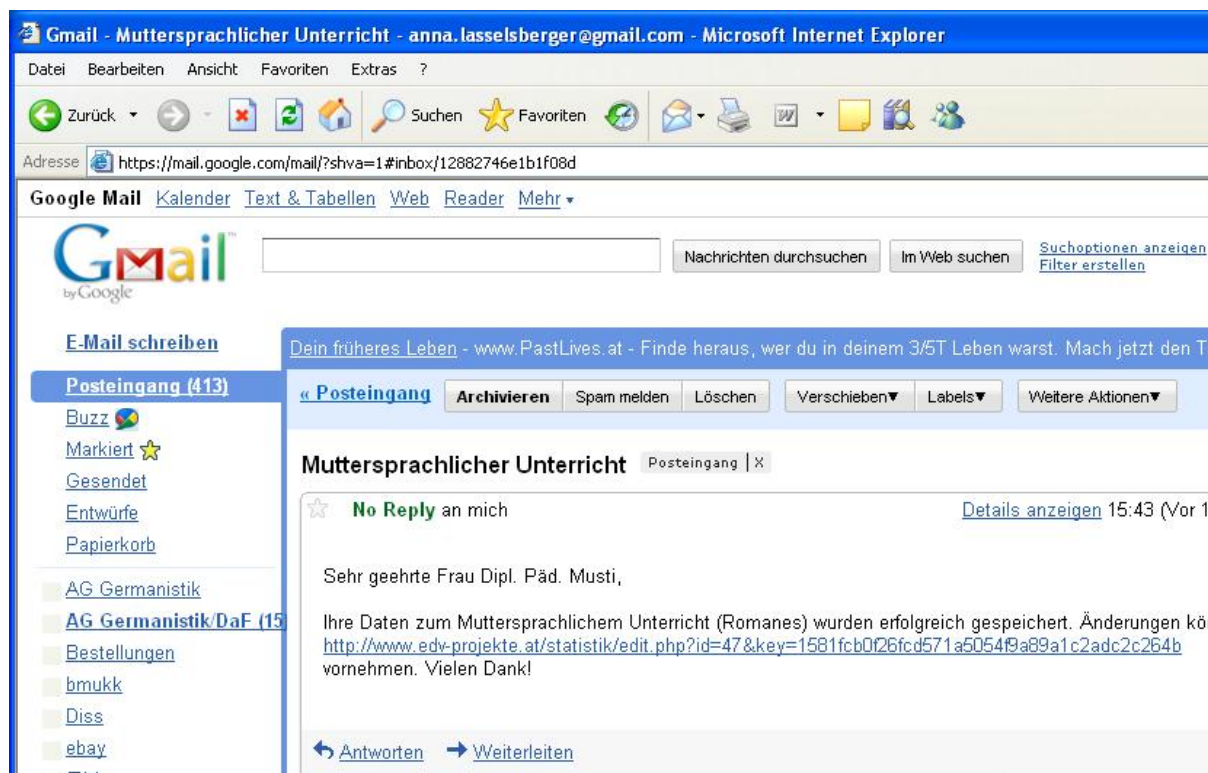 Gmail - Muttersprachlicher Unterricht - anna.lasselsberger@gmail.com - Microsoft Internet Explorer
Datei Bearbeiten Ansicht Favoriten Extras ?
Zurück Suchen Favoriten
Adresse https://mail.google.com/mail/?shva=1#inbox/12882746e1b1f08d
Google Mail Kalender Text & Tabellen Web Reader Mehr
Gmail™
by Google
Nachrichten durchsuchen Im Web suchen Suchoptionen anzeigen
Filter erstellen
E-Mail schreiben
Dein früheres Leben - www.PastLives.at - Finde heraus, wer du in deinem 3/5T Leben warst. Mach jetzt den T
Posteingang (413)
« Posteingang Archivieren Spam melden Löschen Verschieben▼ Labels▼ Weitere Aktionen▼
Buzz
Markiert
Gesendet
Entwürfe
Papierkorb
AG Germanistik
AG Germanistik/DaF (15
Bestellungen
bmukk
Diss
ebay
Muttersprachlicher Unterricht Posteingang | X
No Reply an mich Details anzeigen 15:43 (Vor 1
Sehr geehrte Frau Dipl. Päd. Musti,
Ihre Daten zum Muttersprachlichem Unterricht (Romanes) wurden erfolgreich gespeichert. Änderungen kö
http://www.edv-projekte.at/statistik/edit.php?id=47&key=1581fcb0f26fcd571a5054f9a89a1c2adc2c264b
vornehmen. Vielen Dank!
Antworten Weiterleiten